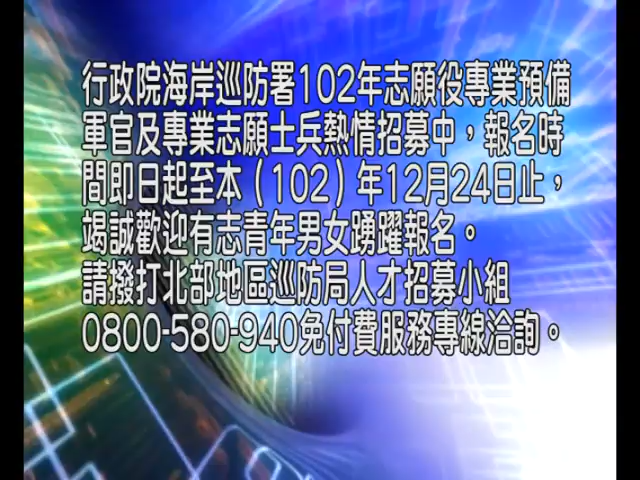 行政院海岸巡防署102年志願役專業預備
軍官及專業志願士兵熱情招募中，報名時
間即日起至本（102）年12月24日止，
竭誠歡迎有志青年男女踴躍報名。
請撥打北部地區巡防局人才招募小組
0800-580-940免付費服務專線洽詢。